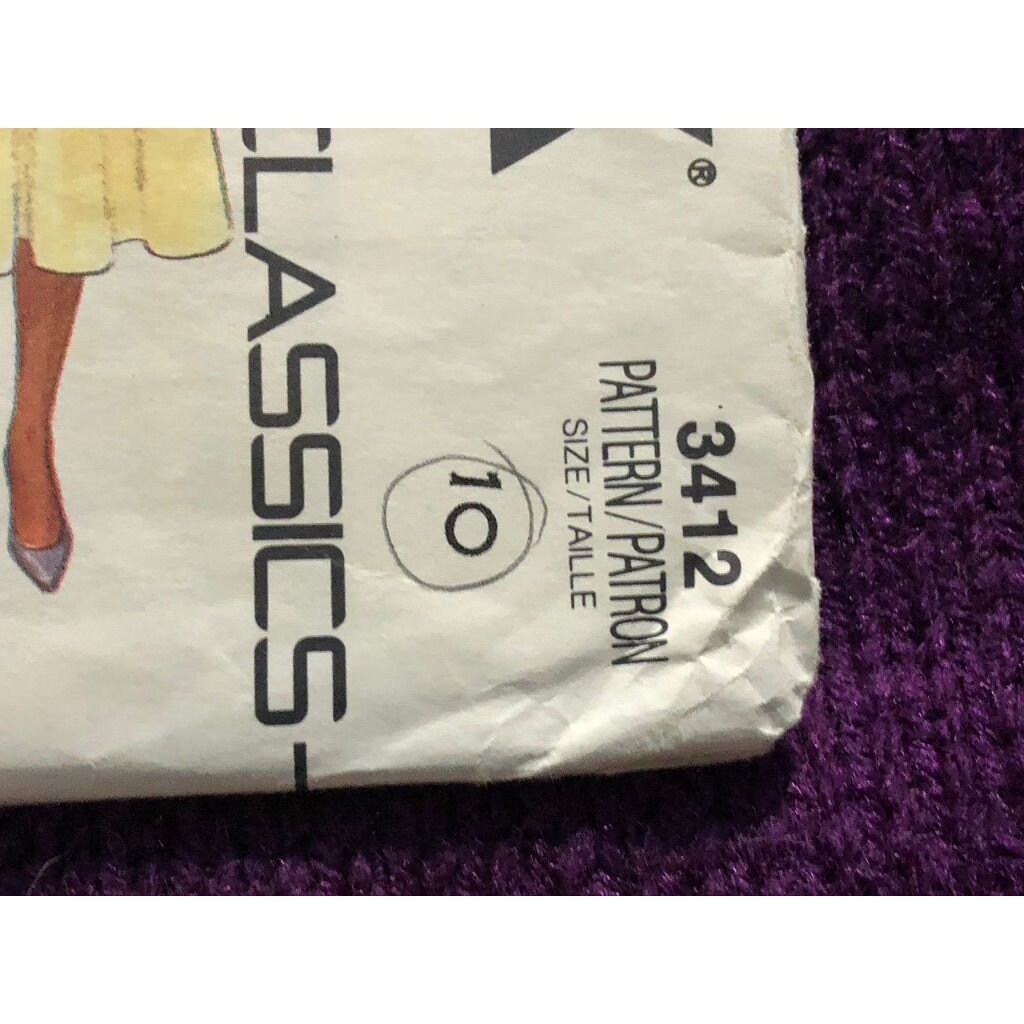 3412
PATTERN/PATRON
SIZE/TAILLE
10
®
CLASSICS